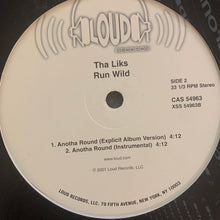 LOUD
RECORDS
Tha Liks
Run Wild
SIDE 2
33 1/3 RPM Stereo
CAS 54963
XSS 54963B
1. Anotha Round (Explicit Album Version) 4:12
2. Anotha Round (Instrumental) 4:12
www.loud.com
© 2001 Loud Records, LLC.
LOUD RECORDS, LLC 79 FIFTH AVENUE, NEW YORK, NY 10003